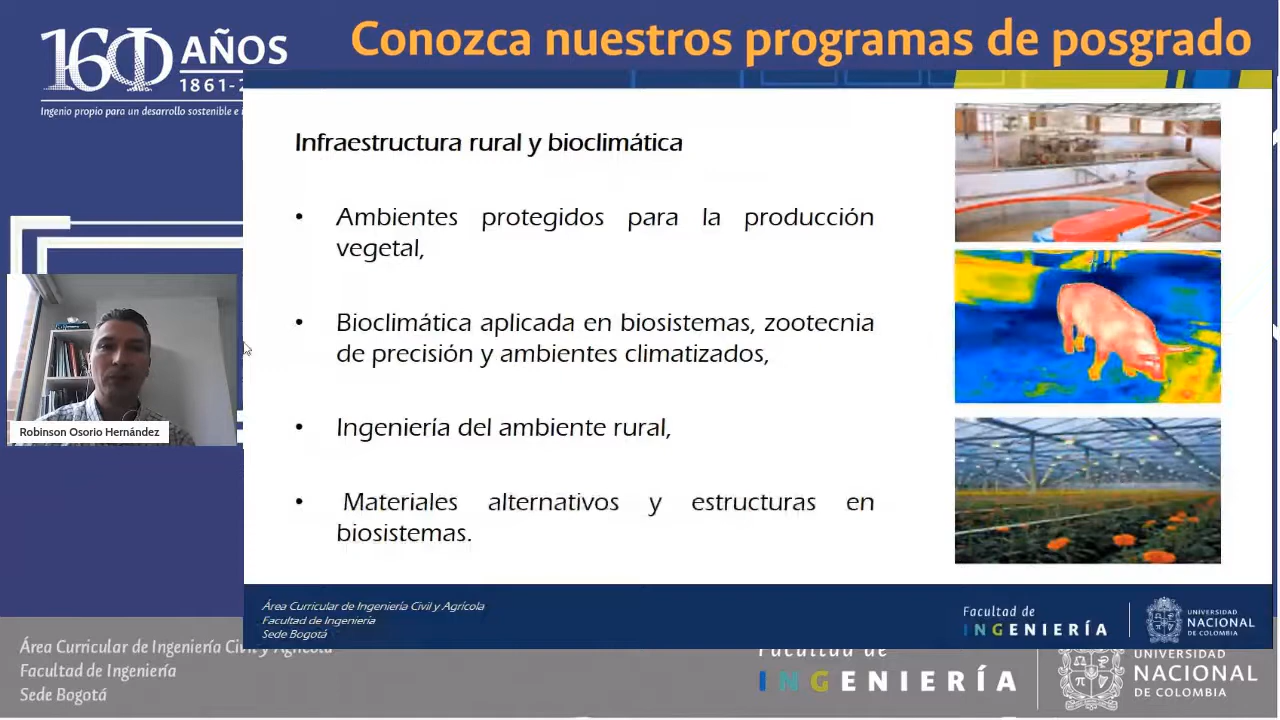 160 AÑOS
1861-2
Ingenio propio para un desarrollo sostenible e i
Conozca nuestros programas de posgrado
Infraestructura rural y bioclimática
• Ambientes protegidos para la producción
vegetal,
• Bioclimática aplicada en biosistemas, zootecnia
de precisión y ambientes climatizados,
• Ingeniería del ambiente rural,
• Materiales alternativos y estructuras en
biosistemas.
Robinson Osorio Hernández
Área Curricular de Ingeniería Civil y Agrícola
Facultad de Ingeniería
Sede Bogotá
Facultad de
INGENIERÍA
UNIVERSIDAD
NACIONAL
DE COLOMBIA
Área Curricular de Ingeniería Civil y Agrícola
Facultad de Ingeniería
Sede Bogotá
Facultad de
INGENIERÍA
UNIVERSIDAD
NACIONAL
DE COLOMBIA